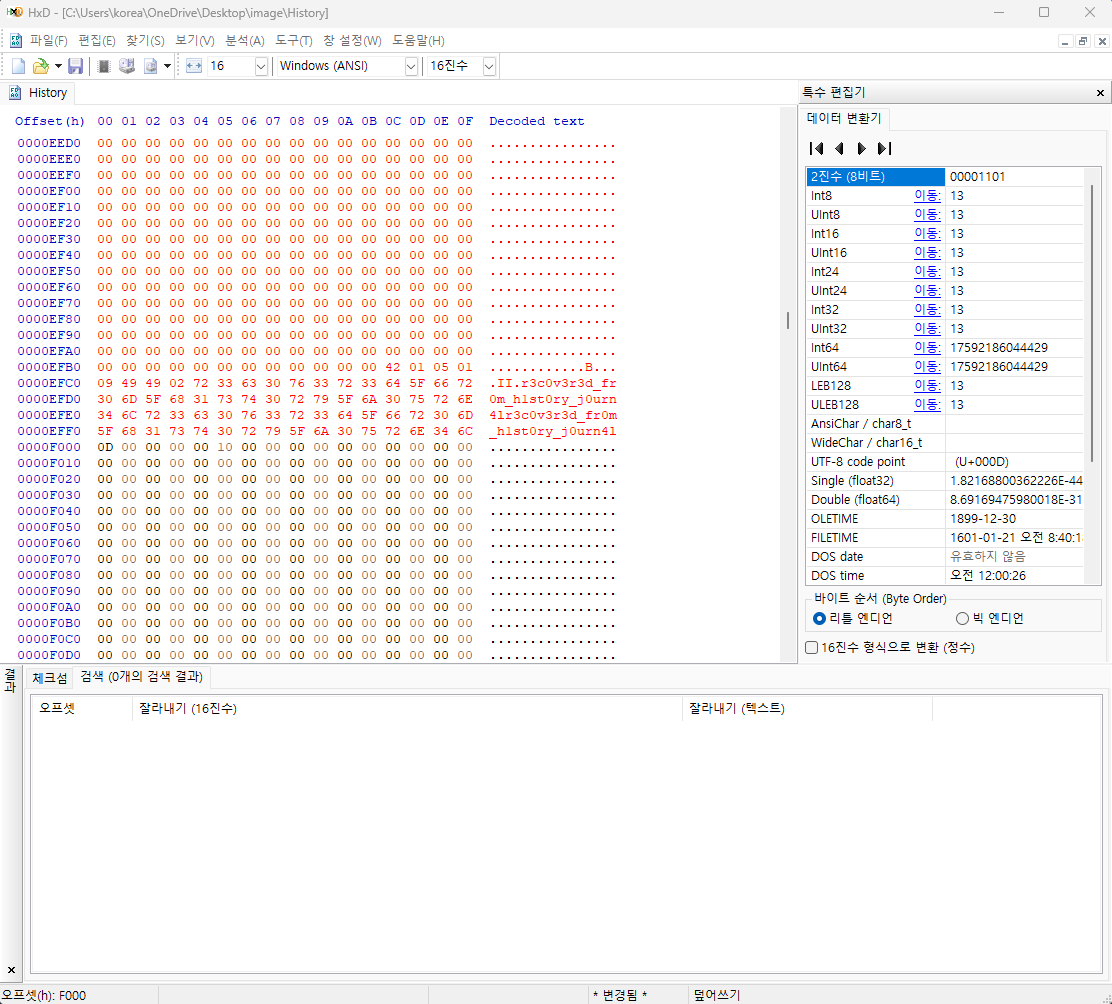 HxD - [C:\Users\korea\OneDrive\Desktop\image\History]
파일(F) 편집(E) 찾기(S) 보기(V) 분석(A) 도구(T) 창 설정(W) 도움말(H)
16 Windows (ANSI) 16진수
History
Offset(h) 00 01 02 03 04 05 06 07 08 09 0A 0B 0C 0D 0E 0F Decoded text
0000EED0 00 00 00 00 00 00 00 00 00 00 00 00 00 00 00 00 ................
0000EEE0 00 00 00 00 00 00 00 00 00 00 00 00 00 00 00 00 ................
0000EEF0 00 00 00 00 00 00 00 00 00 00 00 00 00 00 00 00 ................
0000EF00 00 00 00 00 00 00 00 00 00 00 00 00 00 00 00 00 ................
0000EF10 00 00 00 00 00 00 00 00 00 00 00 00 00 00 00 00 ................
0000EF20 00 00 00 00 00 00 00 00 00 00 00 00 00 00 00 00 ................
0000EF30 00 00 00 00 00 00 00 00 00 00 00 00 00 00 00 00 ................
0000EF40 00 00 00 00 00 00 00 00 00 00 00 00 00 00 00 00 ................
0000EF50 00 00 00 00 00 00 00 00 00 00 00 00 00 00 00 00 ................
0000EF60 00 00 00 00 00 00 00 00 00 00 00 00 00 00 00 00 ................
0000EF70 00 00 00 00 00 00 00 00 00 00 00 00 00 00 00 00 ................
0000EF80 00 00 00 00 00 00 00 00 00 00 00 00 00 00 00 00 ................
0000EF90 00 00 00 00 00 00 00 00 00 00 00 00 00 00 00 00 ................
0000EFA0 00 00 00 00 00 00 00 00 00 00 00 00 00 00 00 00 ................
0000EFB0 00 00 00 00 00 00 00 00 00 00 00 00 42 01 05 01 ............B...
0000EFC0 09 49 49 02 72 33 63 30 76 33 72 33 64 5F 66 72 .II.r3c0v3r3d_fr
0000EFD0 30 6D 5F 68 31 73 74 30 72 79 5F 6A 30 75 72 6E 0m_h1st0ry_j0urn
0000EFE0 34 6C 72 33 63 30 76 33 72 33 64 5F 66 72 30 6D 4lr3c0v3r3d_fr0m
0000EFF0 5F 68 31 73 74 30 72 79 5F 6A 30 75 72 6E 34 6C _h1st0ry_j0urn4l
0000F000 0D 00 00 00 00 10 00 00 00 00 00 00 00 00 00 00 ................
0000F010 00 00 00 00 00 00 00 00 00 00 00 00 00 00 00 00 ................
0000F020 00 00 00 00 00 00 00 00 00 00 00 00 00 00 00 00 ................
0000F030 00 00 00 00 00 00 00 00 00 00 00 00 00 00 00 00 ................
0000F040 00 00 00 00 00 00 00 00 00 00 00 00 00 00 00 00 ................
0000F050 00 00 00 00 00 00 00 00 00 00 00 00 00 00 00 00 ................
0000F060 00 00 00 00 00 00 00 00 00 00 00 00 00 00 00 00 ................
0000F070 00 00 00 00 00 00 00 00 00 00 00 00 00 00 00 00 ................
0000F080 00 00 00 00 00 00 00 00 00 00 00 00 00 00 00 00 ................
0000F090 00 00 00 00 00 00 00 00 00 00 00 00 00 00 00 00 ................
0000F0A0 00 00 00 00 00 00 00 00 00 00 00 00 00 00 00 00 ................
0000F0B0 00 00 00 00 00 00 00 00 00 00 00 00 00 00 00 00 ................
0000F0C0 00 00 00 00 00 00 00 00 00 00 00 00 00 00 00 00 ................
0000F0D0 00 00 00 00 00 00 00 00 00 00 00 00 00 00 00 00 ................
특수 편집기
데이터 변환기
2진수 (8비트) 00001101
Int8 이동: 13
UInt8 이동: 13
Int16 이동: 13
UInt16 이동: 13
Int24 이동: 13
UInt24 이동: 13
Int32 이동: 13
UInt32 이동: 13
Int64 이동: 17592186044429
UInt64 이동: 17592186044429
LEB128 이동: 13
ULEB128 이동: 13
AnsiChar / char8_t
WideChar / char16_t
UTF-8 code point (U+000D)
Single (float32) 1.82168800362226E-44
Double (float64) 8.69169475980018E-31
OLETIME 1899-12-30
FILETIME 1601-01-21 오전 8:40:1
DOS date 유효하지 않음
DOS time 오전 12:00:26
바이트 순서 (Byte Order)
리틀 엔디언 빅 엔디언
16진수 형식으로 변환 (정수)
결과
체크섬 검색 (0개의 검색 결과)
오프셋 잘라내기 (16진수) 잘라내기 (텍스트)
오프셋(h): F000 * 변경됨 * 덮어쓰기